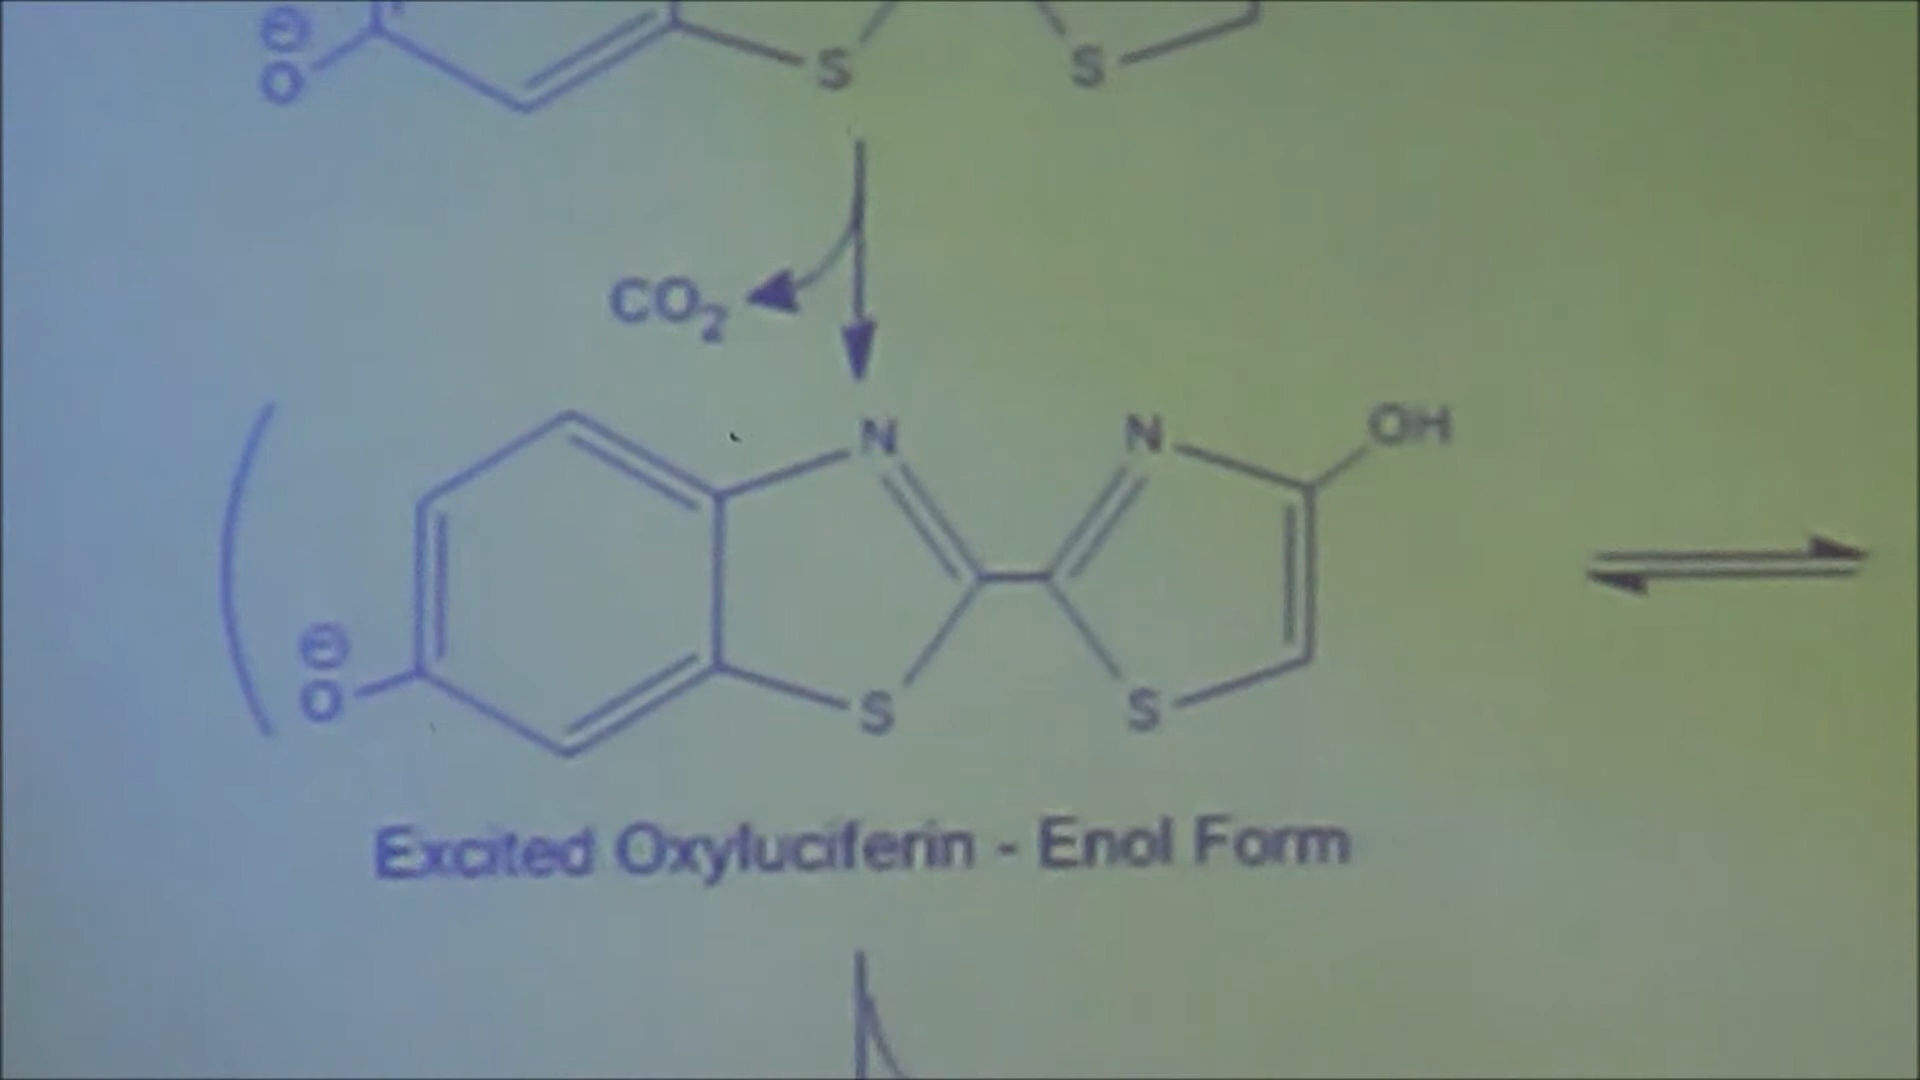 ⊖
O
S
S
CO₂
N
N
OH
⊖
O
S
S
Excited Oxyluciferin - Enol Form